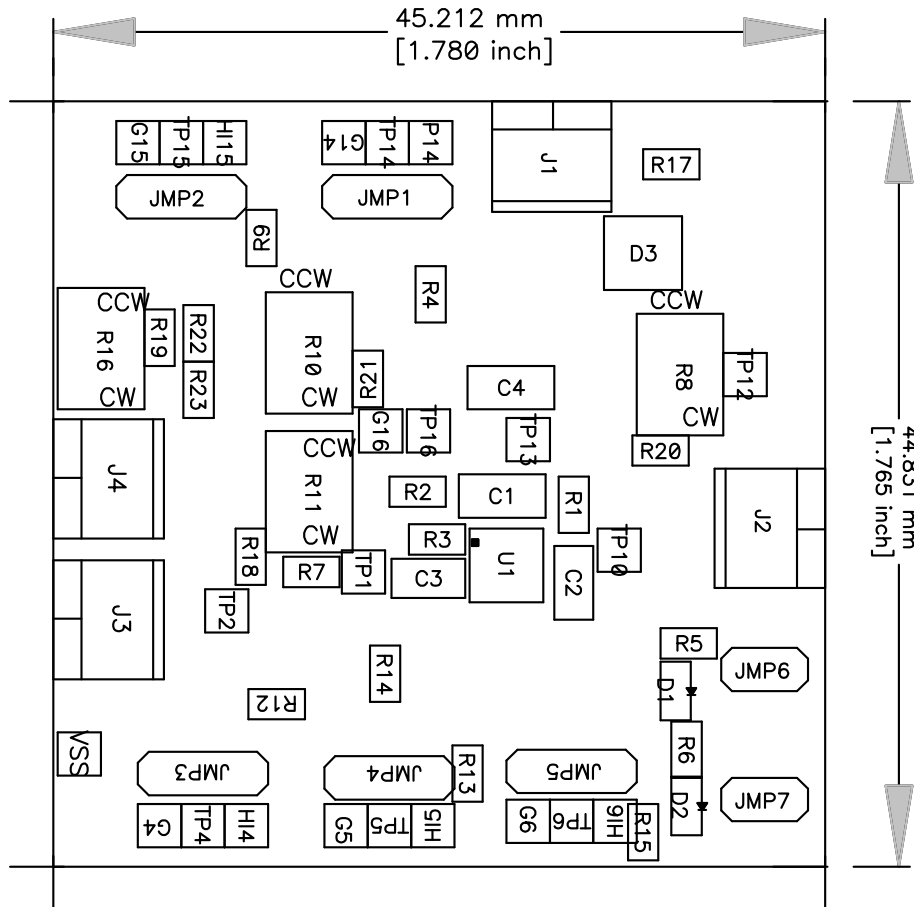 45.212 mm
[1.780 inch]
G15 TP15 HI15
G14 TP14 P14
J1
R17
JMP2
JMP1
R9
D3
CCW
R4
CCW
CCW
R16
CW
R19
R22
R23
R10
CW
R21
C4
R8
CW
TP12
G16
TP16
TP13
R20
44.831 mm
[1.765 inch]
J4
CCW
R11
CW
R2
C1
R1
J2
R18
R7
TP1
R3
C3
U1
C2
TP10
J3
TP2
R14
R5
JMP6
D1
R12
VSS
JMP3
JMP4
R13
JMP5
R6
D2
JMP7
G4 TP4 HI4
G5 TP5 HI5
G6 TP6 HI6
R15